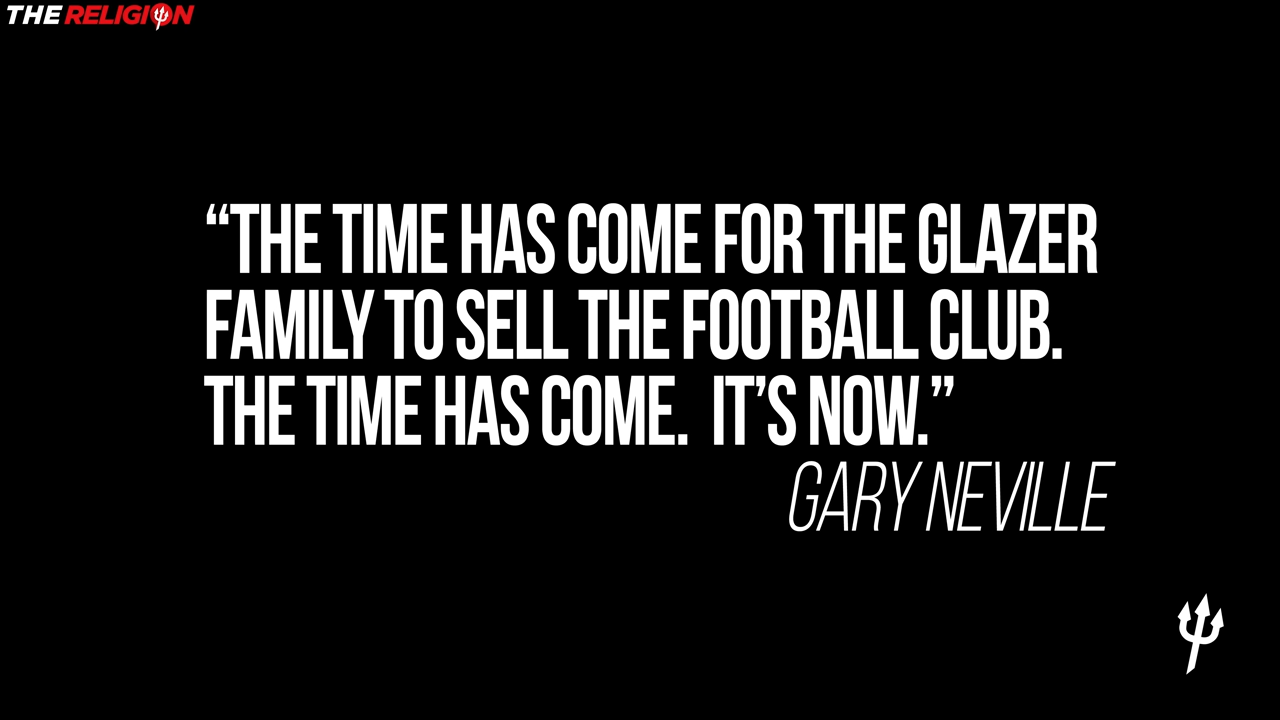 THE RELIGION
“THE TIME HAS COME FOR THE GLAZER
FAMILY TO SELL THE FOOTBALL CLUB.
THE TIME HAS COME. IT’S NOW.”
GARY NEVILLE